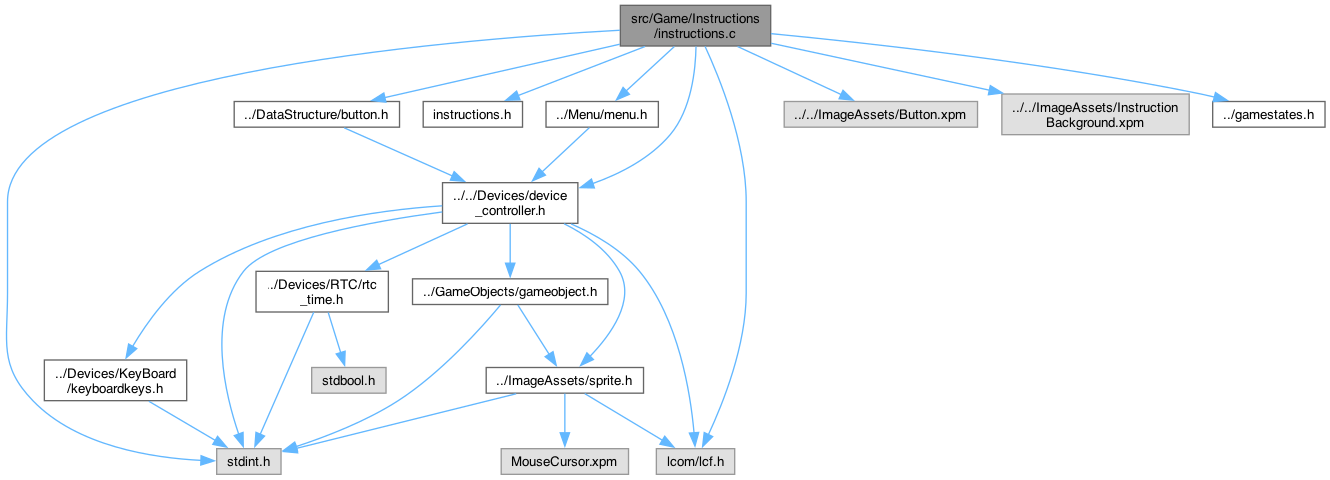 src/Game/Instructions
/instructions.c
../DataStructure/button.h
instructions.h
../Menu/menu.h
../../ImageAssets/Button.xpm
../../ImageAssets/Instruction
Background.xpm
../gamestates.h
../../Devices/device
_controller.h
../Devices/RTC/rtc
_time.h
../GameObjects/gameobject.h
../Devices/KeyBoard
/keyboardkeys.h
stdbool.h
../ImageAssets/sprite.h
stdint.h
MouseCursor.xpm
lcom/lcf.h